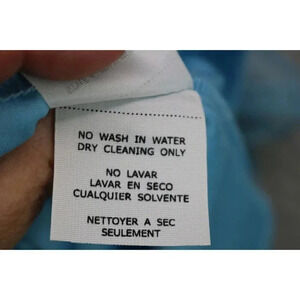 NO WASH IN WATER
DRY CLEANING ONLY
NO LAVAR
LAVAR EN SECO
CUALQUIER SOLVENTE
NETTOYER A SEC
SEULEMENT